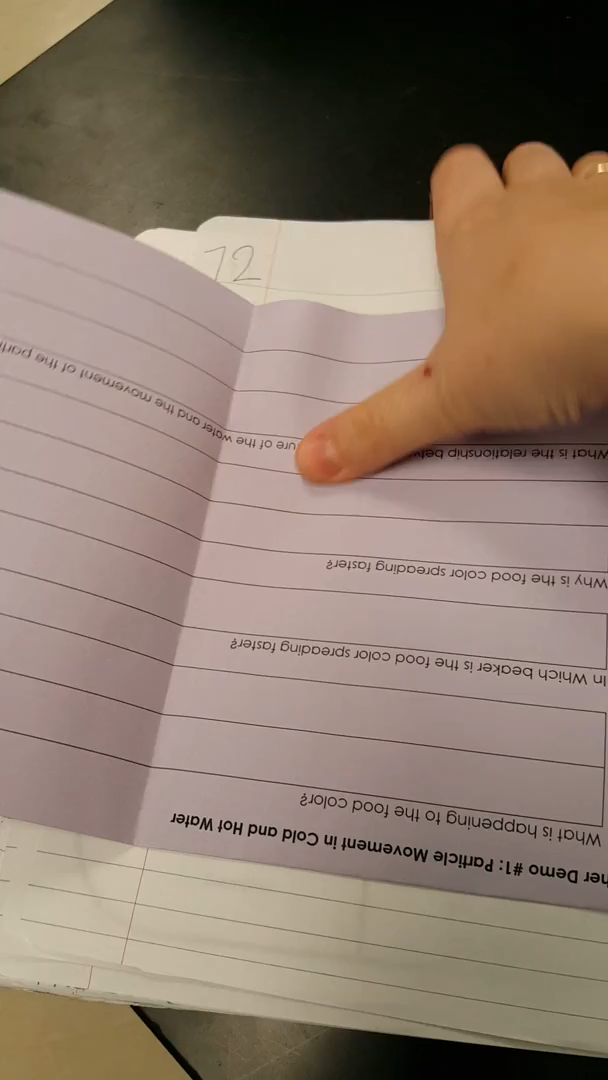 her Demo #1: Particle Movement in Cold and Hot Water
What is happening to the food color?
In Which beaker is the food color spreading faster?
Why is the food color spreading faster?
What is the relationship betw ure of the water and the movement of the parti
72